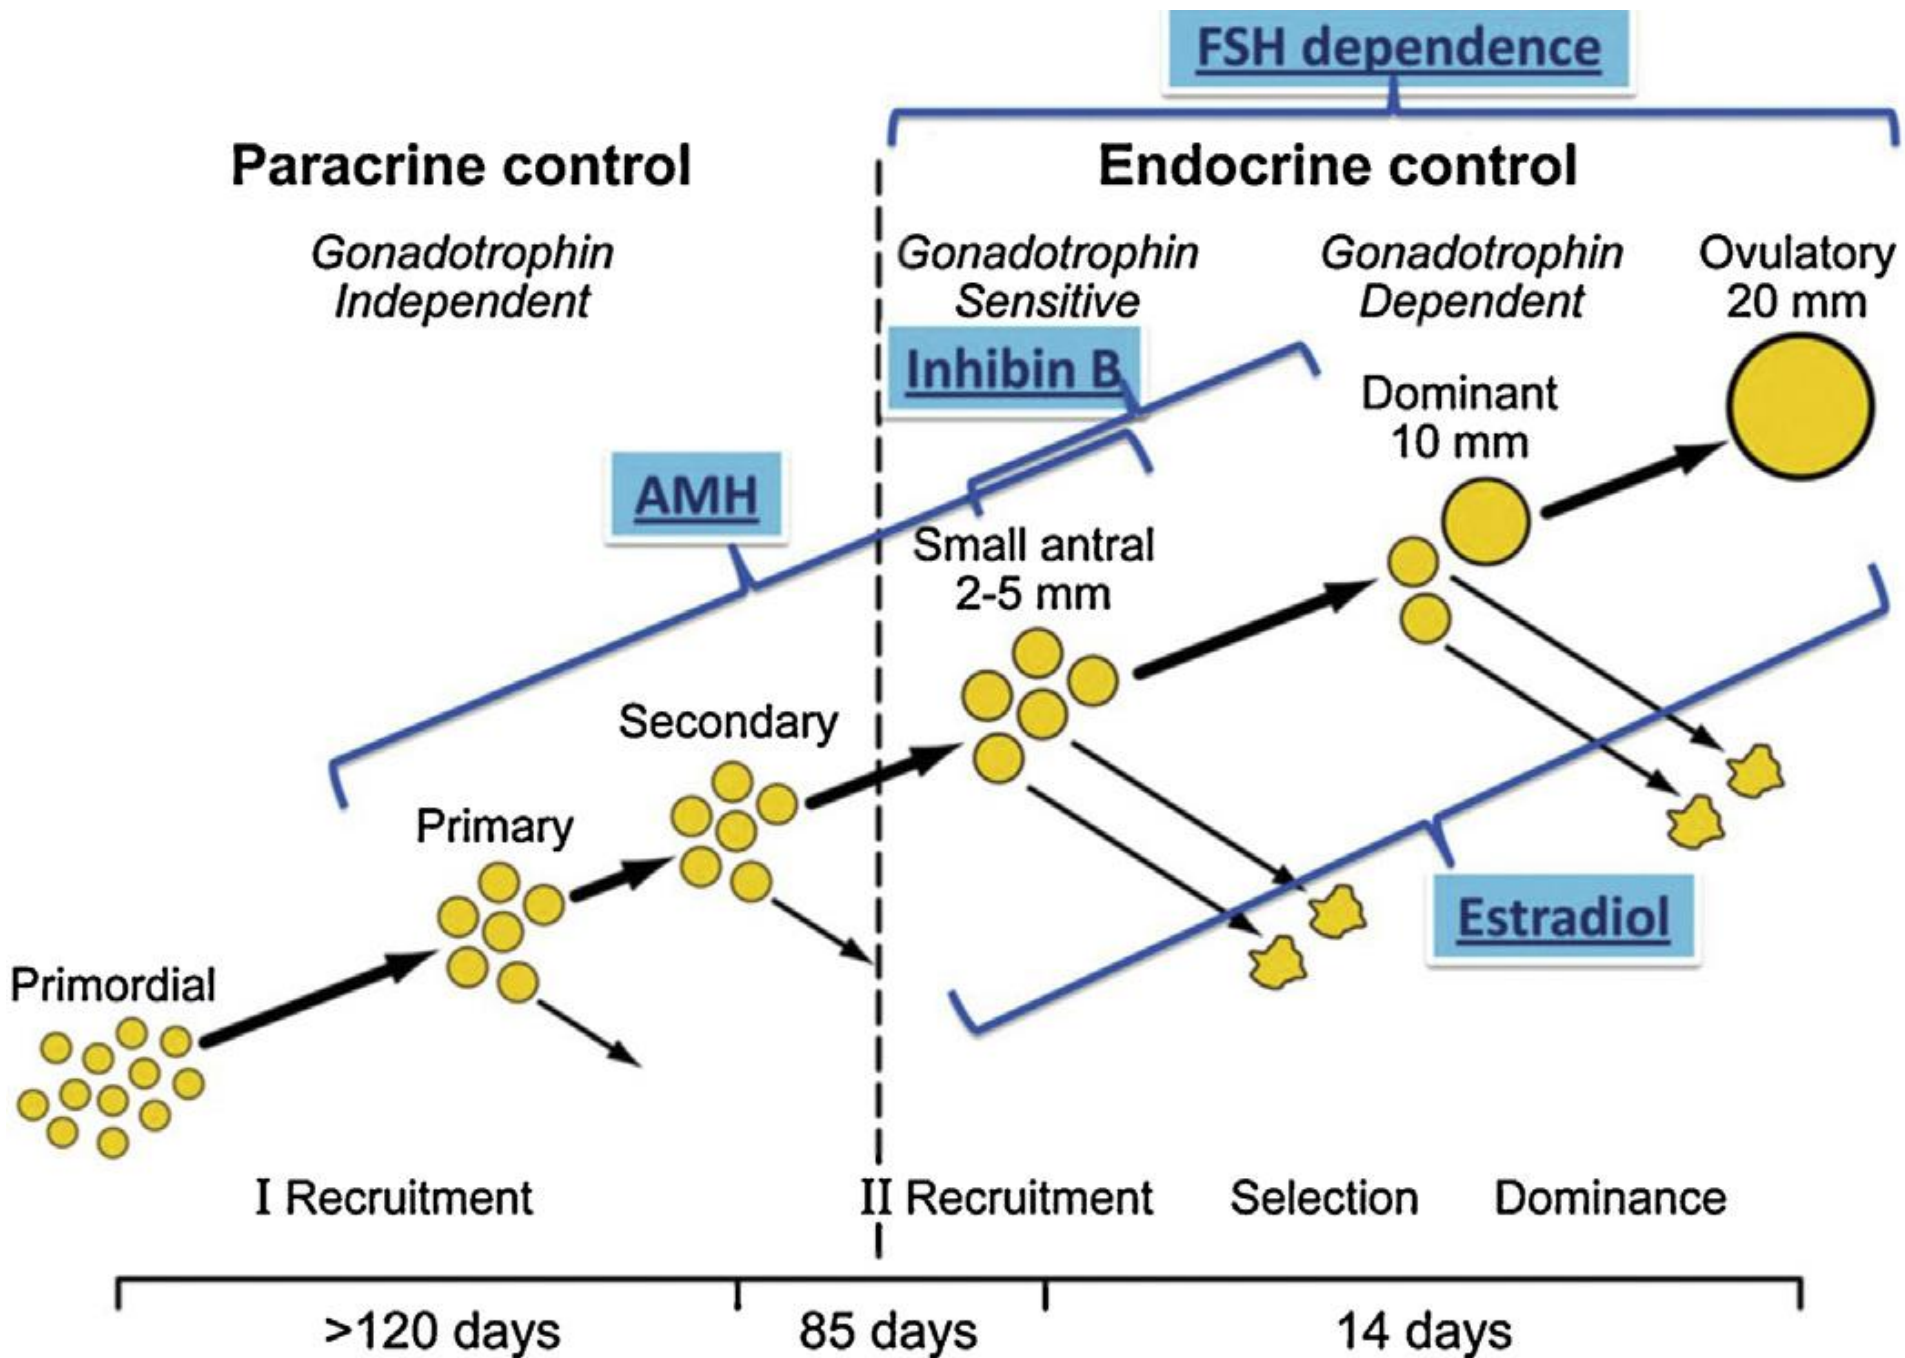 FSH dependence
Paracrine control
Endocrine control
Gonadotrophin
Independent
Gonadotrophin
Sensitive
Gonadotrophin
Dependent
Ovulatory
20 mm
Inhibin B
Dominant
10 mm
AMH
Small antral
2-5 mm
Secondary
Primary
Estradiol
Primordial
I Recruitment
II Recruitment
Selection
Dominance
>120 days
85 days
14 days